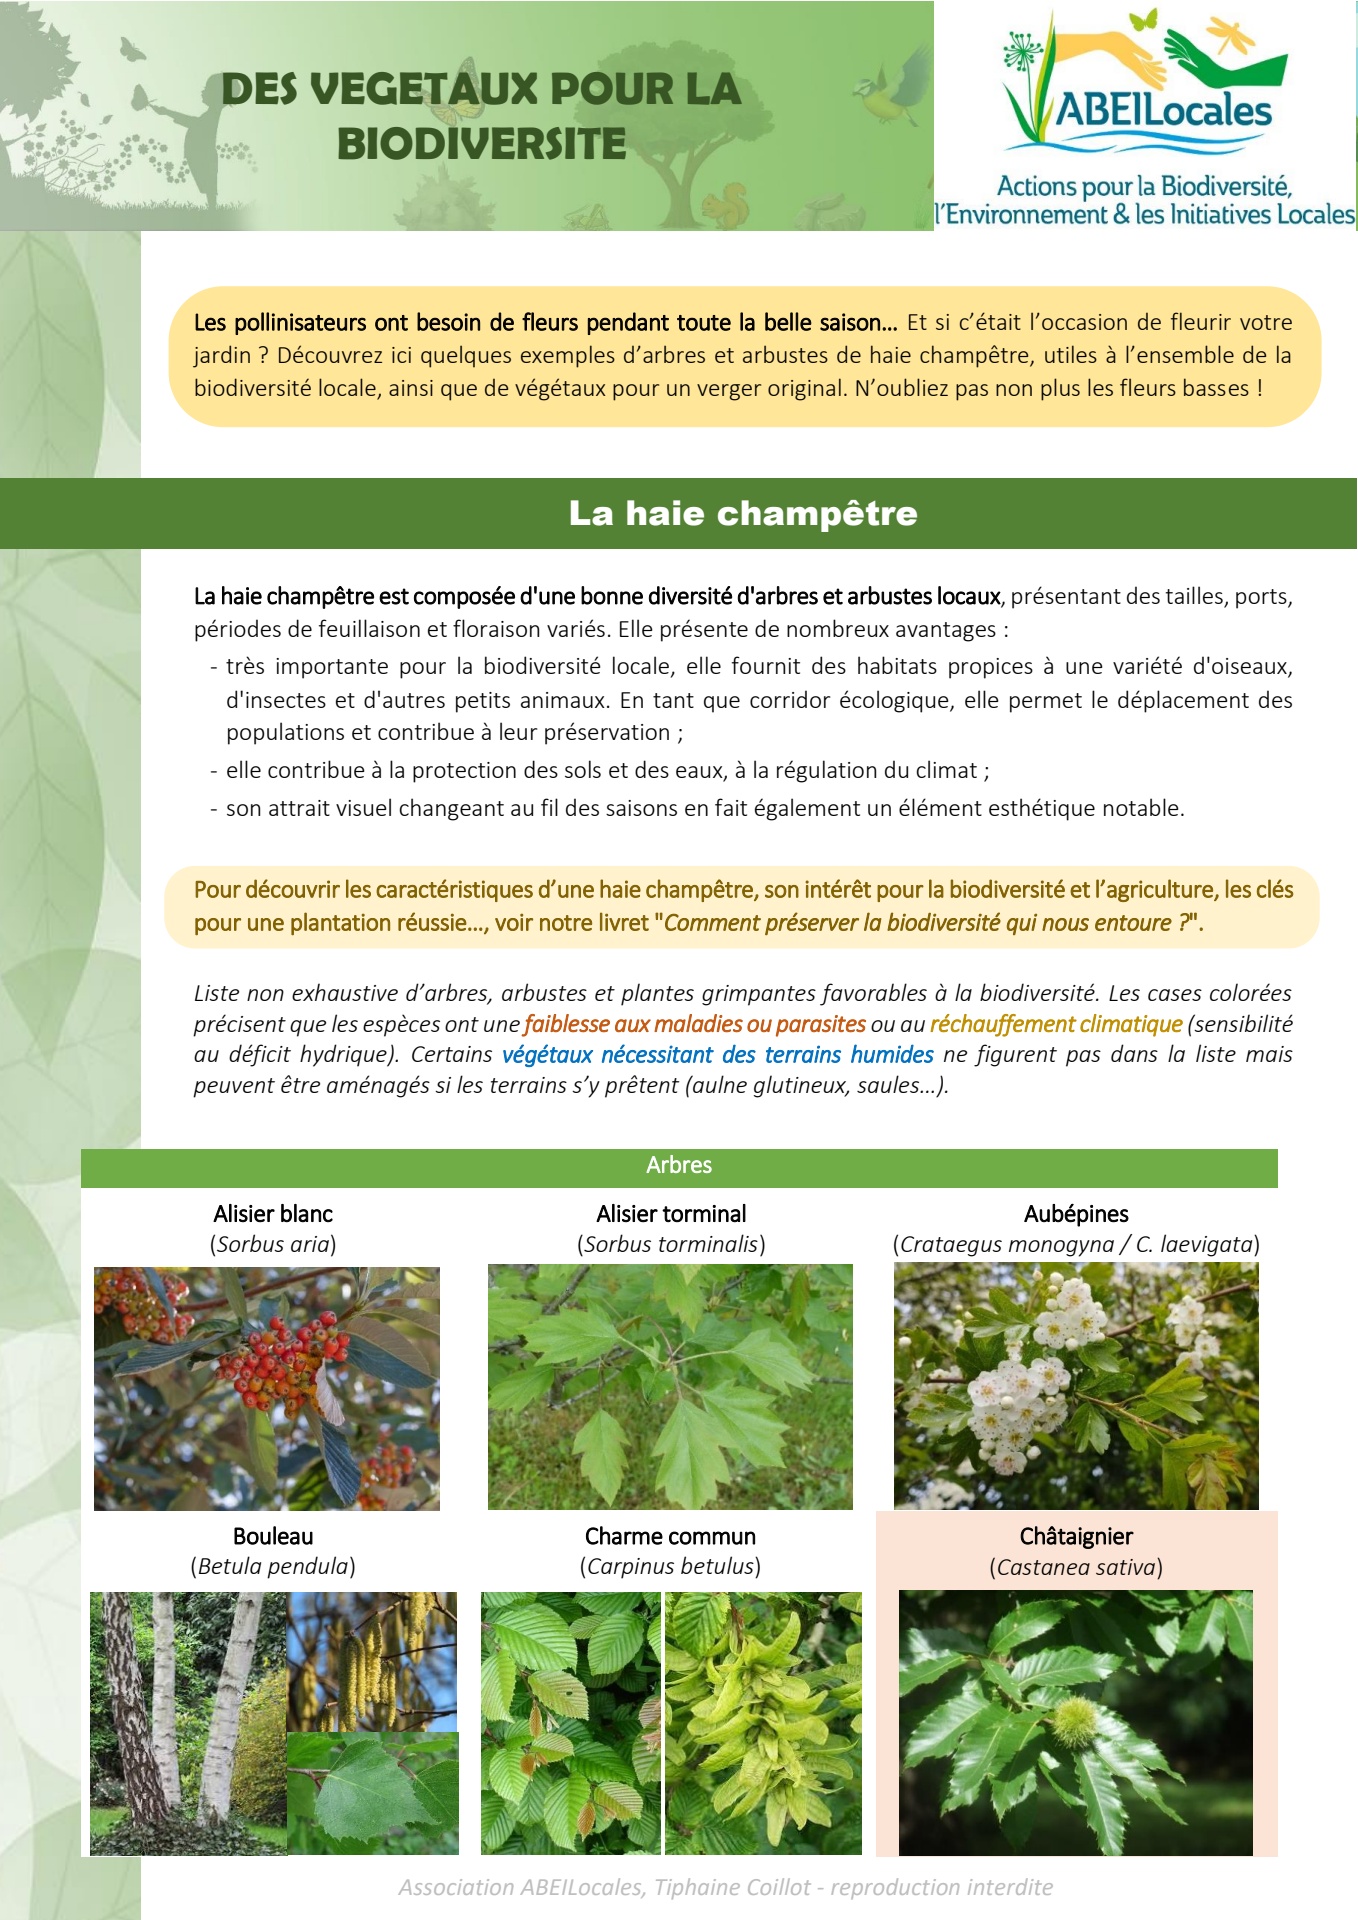 DES VEGETAUX POUR LA
BIODIVERSITE
ABEILocales
Actions pour la Biodiversité,
l'Environnement & les Initiatives Locales
Les pollinisateurs ont besoin de fleurs pendant toute la belle saison... Et si c’était l’occasion de fleurir votre
jardin ? Découvrez ici quelques exemples d’arbres et arbustes de haie champêtre, utiles à l’ensemble de la
biodiversité locale, ainsi que de végétaux pour un verger original. N’oubliez pas non plus les fleurs basses !
La haie champêtre
La haie champêtre est composée d'une bonne diversité d'arbres et arbustes locaux, présentant des tailles, ports,
périodes de feuillaison et floraison variés. Elle présente de nombreux avantages :
- très importante pour la biodiversité locale, elle fournit des habitats propices à une variété d'oiseaux,
d'insectes et d'autres petits animaux. En tant que corridor écologique, elle permet le déplacement des
populations et contribue à leur préservation ;
- elle contribue à la protection des sols et des eaux, à la régulation du climat ;
- son attrait visuel changeant au fil des saisons en fait également un élément esthétique notable.
Pour découvrir les caractéristiques d’une haie champêtre, son intérêt pour la biodiversité et l’agriculture, les clés
pour une plantation réussie..., voir notre livret "Comment préserver la biodiversité qui nous entoure ?".
Liste non exhaustive d’arbres, arbustes et plantes grimpantes favorables à la biodiversité. Les cases colorées
précisent que les espèces ont une faiblesse aux maladies ou parasites ou au réchauffement climatique (sensibilité
au déficit hydrique). Certains végétaux nécessitant des terrains humides ne figurent pas dans la liste mais
peuvent être aménagés si les terrains s’y prêtent (aulne glutineux, saules...).
Arbres
Alisier blanc
(Sorbus aria)
Alisier torminal
(Sorbus torminalis)
Aubépines
(Crataegus monogyna / C. laevigata)
Bouleau
(Betula pendula)
Charme commun
(Carpinus betulus)
Châtaignier
(Castanea sativa)
Association ABEILocales, Tiphaine Coillot - reproduction interdite